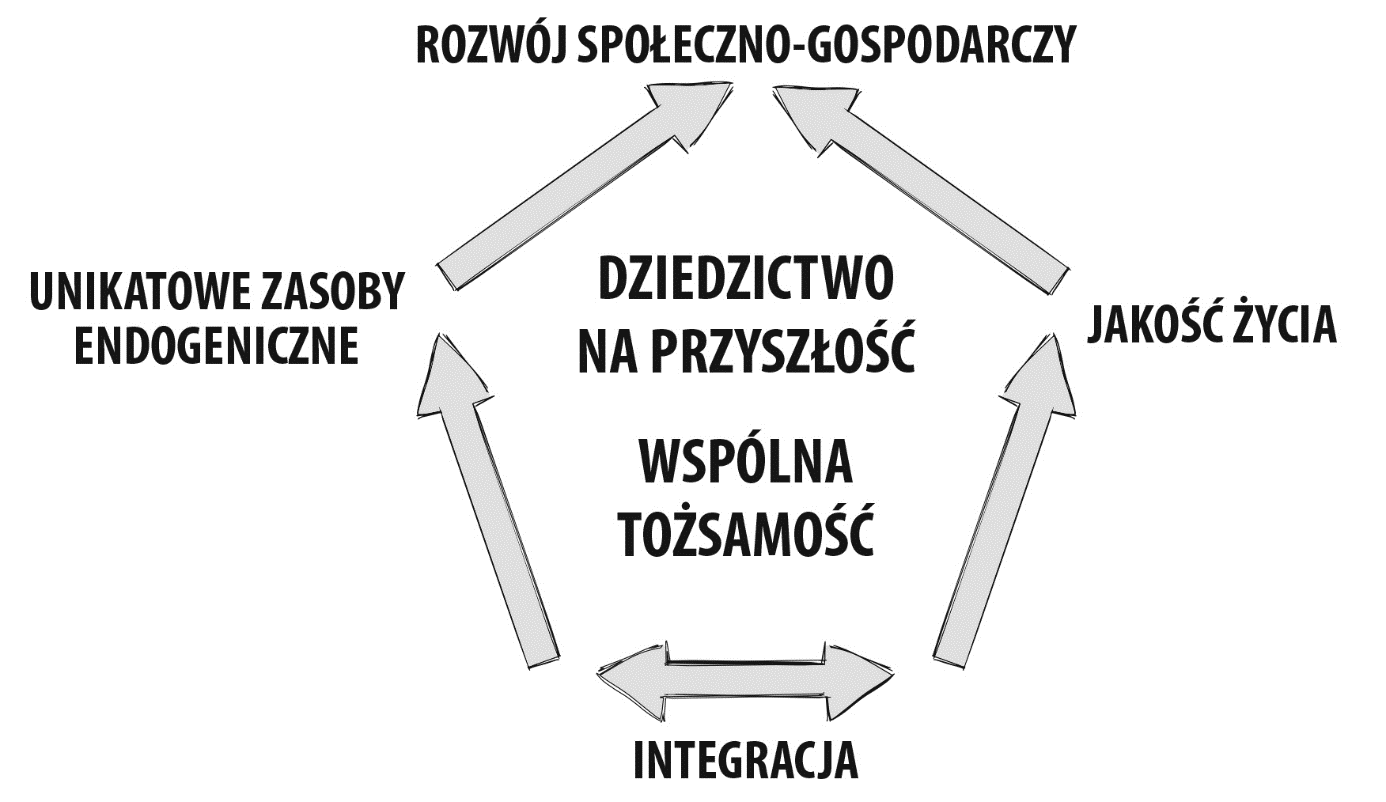 ROZWÓJ SPOŁECZNO-GOSPODARCZY
UNIKATOWE ZASOBY
ENDOGENICZNE
DZIEDZICTWO
NA PRZYSZŁOŚĆ
JAKOŚĆ ŻYCIA
WSPÓLNA
TOŻSAMOŚĆ
INTEGRACJA